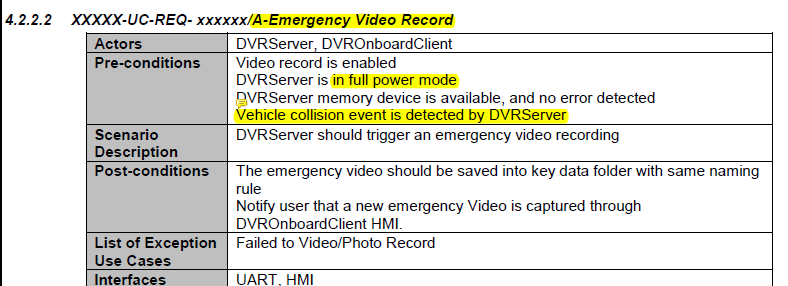 4.2.2.2 XXXXX-UC-REQ- xxxxxx/A-Emergency Video Record
Actors DVRServer, DVROnboardClient
Pre-conditions Video record is enabled
DVRServer is in full power mode
DVRServer memory device is available, and no error detected
Vehicle collision event is detected by DVRServer
Scenario DVRServer should trigger an emergency video recording
Description
Post-conditions The emergency video should be saved into key data folder with same naming
rule
Notify user that a new emergency Video is captured through
DVROnboardClient HMI.
List of Exception Failed to Video/Photo Record
Use Cases
Interfaces UART, HMI